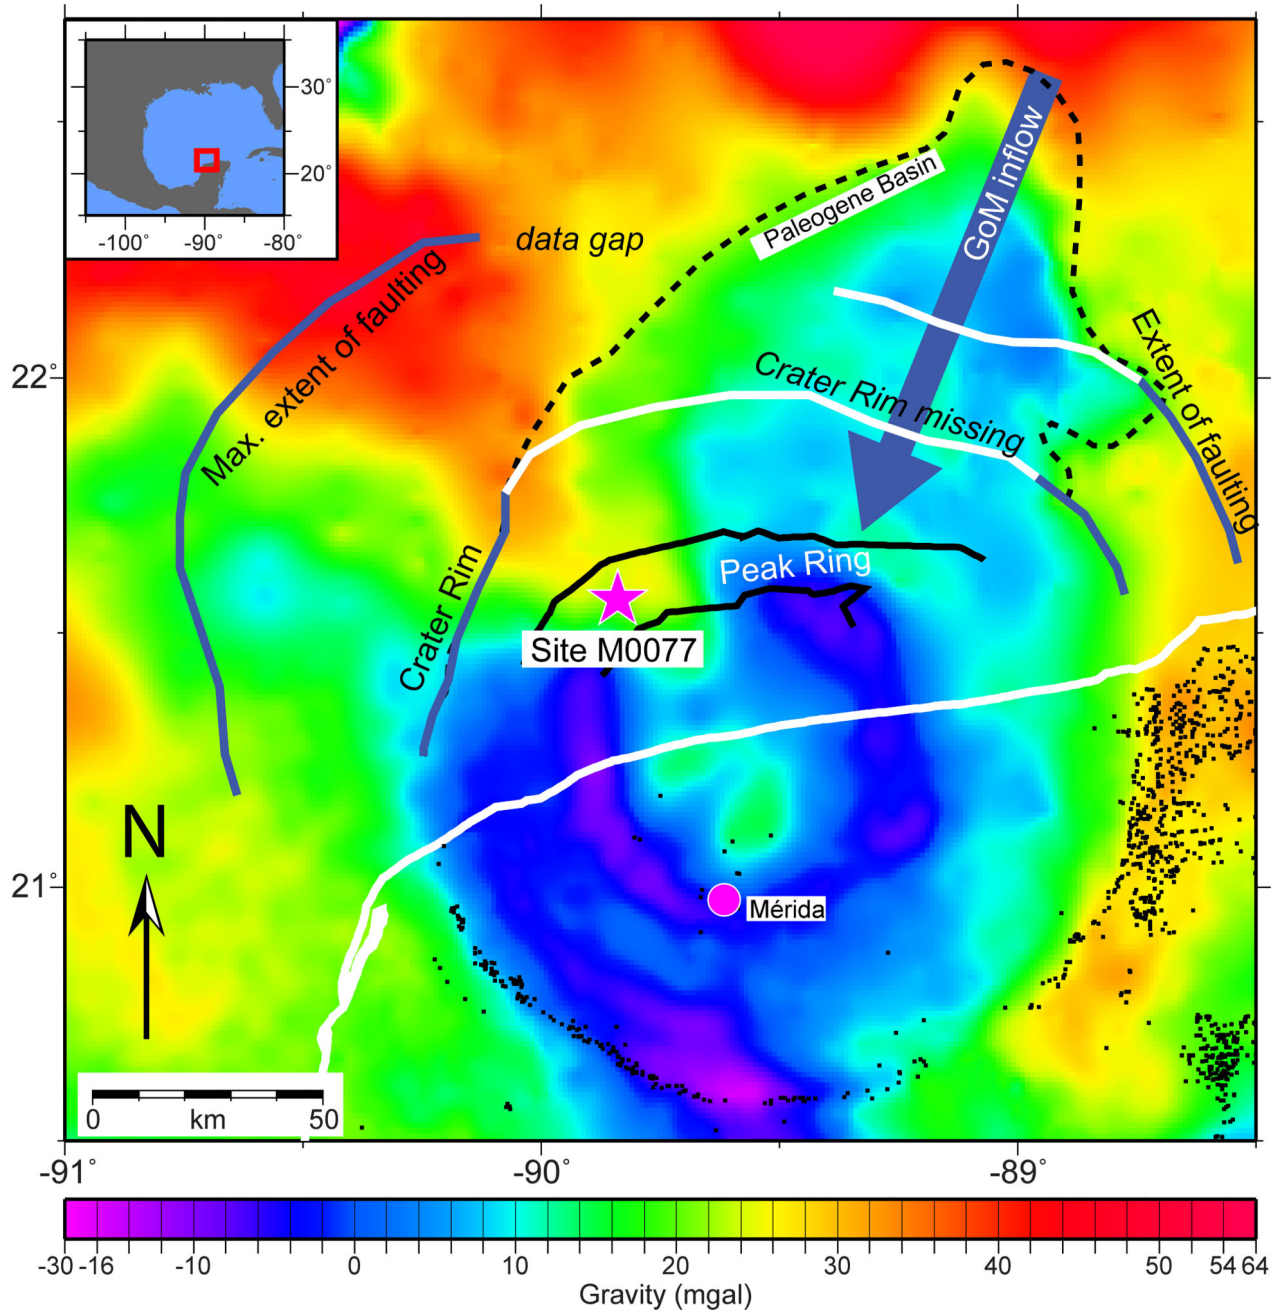 30°
20°
-100°
-90°
-80°
data gap
Paleogene Basin
GoM inflow
Max. extent of faulting
Extent of faulting
Crater Rim missing
22°
Peak Ring
Crater Rim
Site M0077
N
21°
Mérida
0
50
km
-91°
-90°
-89°
-30 -16 -10 0 10 20 30 40 50 54 64
Gravity (mgal)